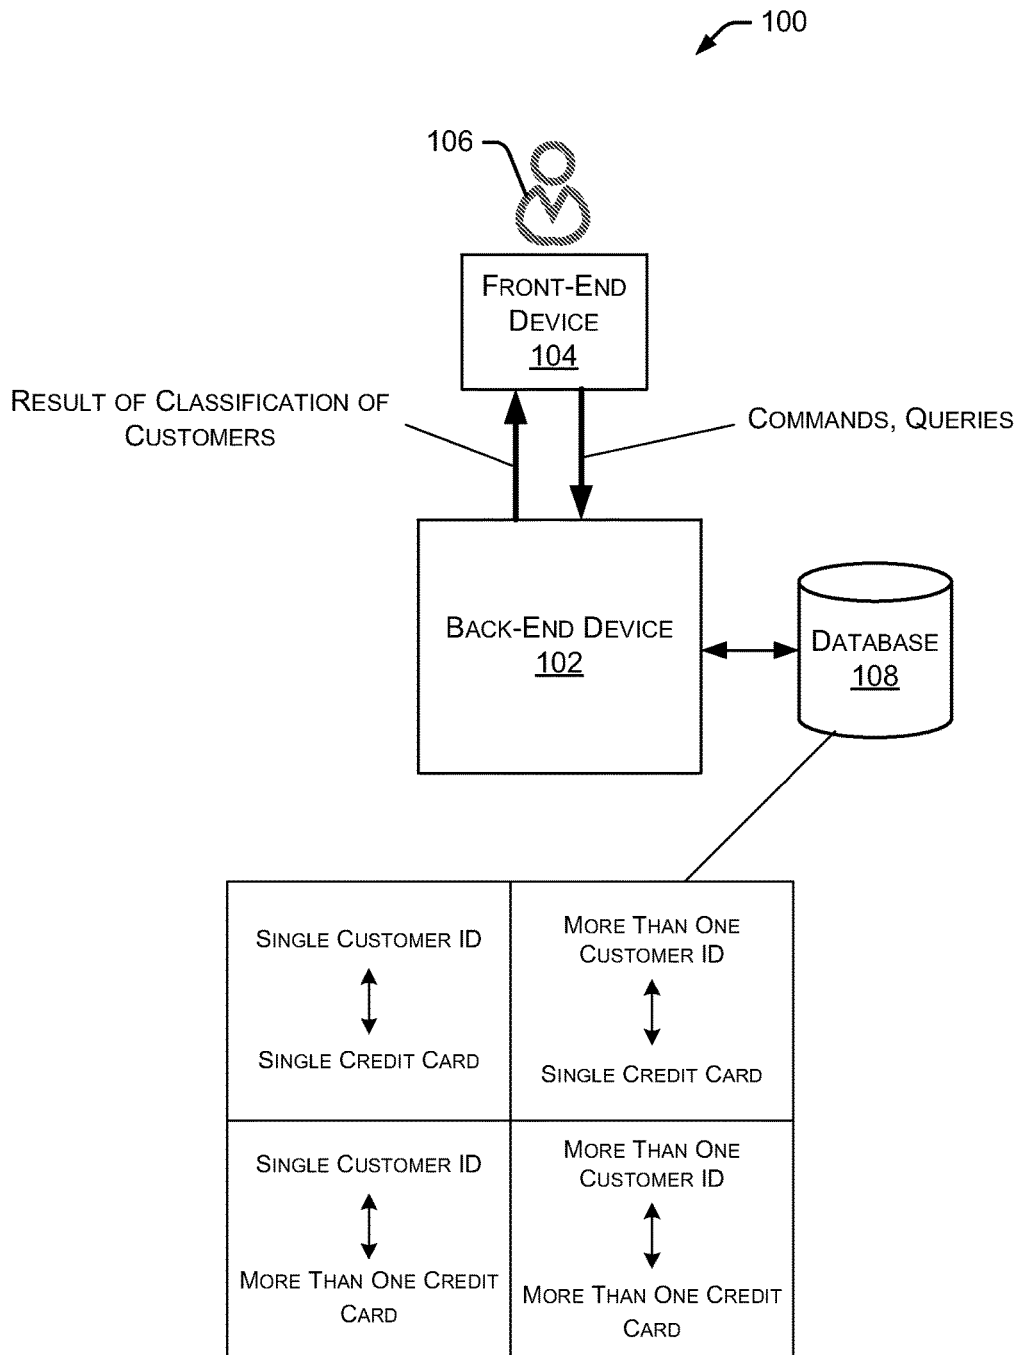 100
106
FRONT-END
DEVICE
104
RESULT OF CLASSIFICATION OF
CUSTOMERS
COMMANDS, QUERIES
BACK-END DEVICE
102
DATABASE
108
SINGLE CUSTOMER ID
SINGLE CREDIT CARD
MORE THAN ONE
CUSTOMER ID
SINGLE CREDIT CARD
SINGLE CUSTOMER ID
MORE THAN ONE CREDIT
CARD
MORE THAN ONE
CUSTOMER ID
MORE THAN ONE CREDIT
CARD